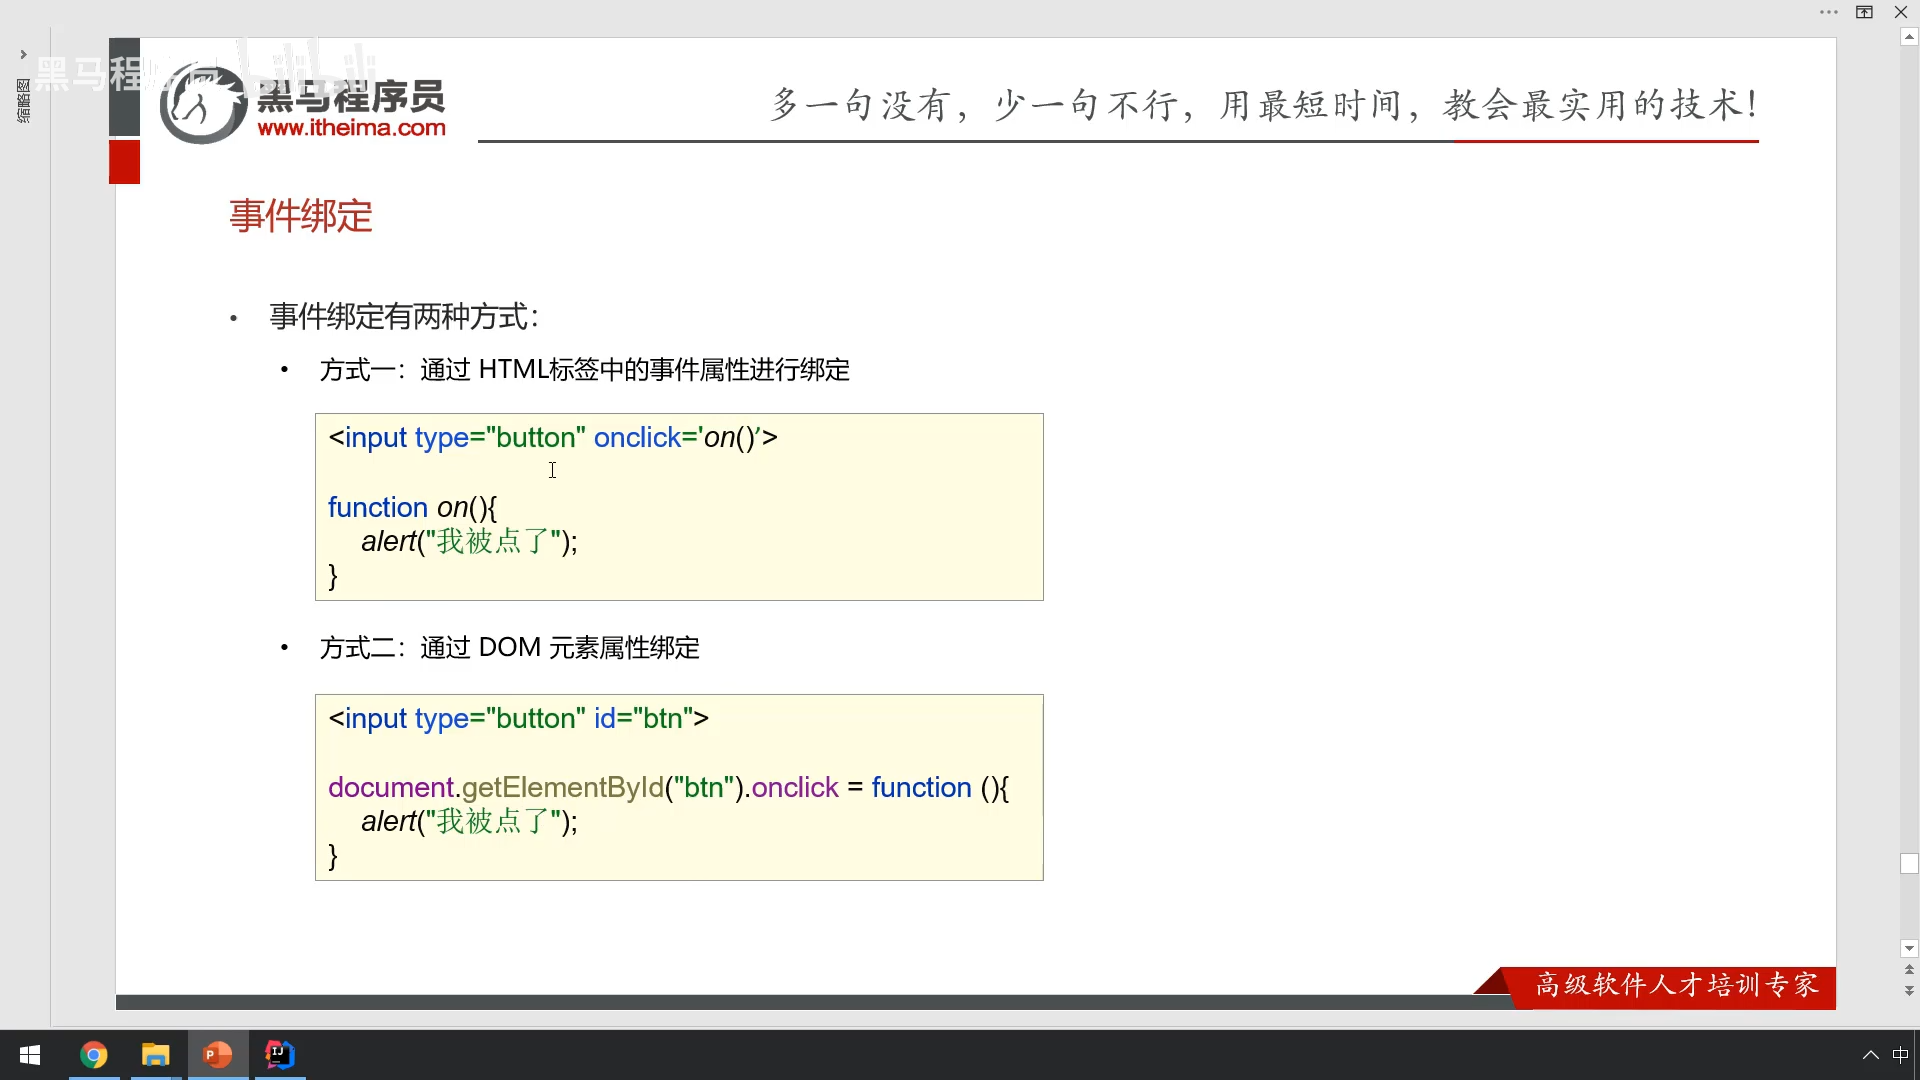 缩略图
黑马程序员 bilibili
黑马程序员
www.itheima.com
多一句没有，少一句不行，用最短时间，教会最实用的技术！
事件绑定
• 事件绑定有两种方式：
• 方式一：通过 HTML标签中的事件属性进行绑定
<input type="button" onclick='on()’>
function on(){
alert("我被点了");
}
• 方式二：通过 DOM 元素属性绑定
<input type="button" id="btn">
document.getElementById("btn").onclick = function (){
alert("我被点了");
}
高级软件人才培训专家
中